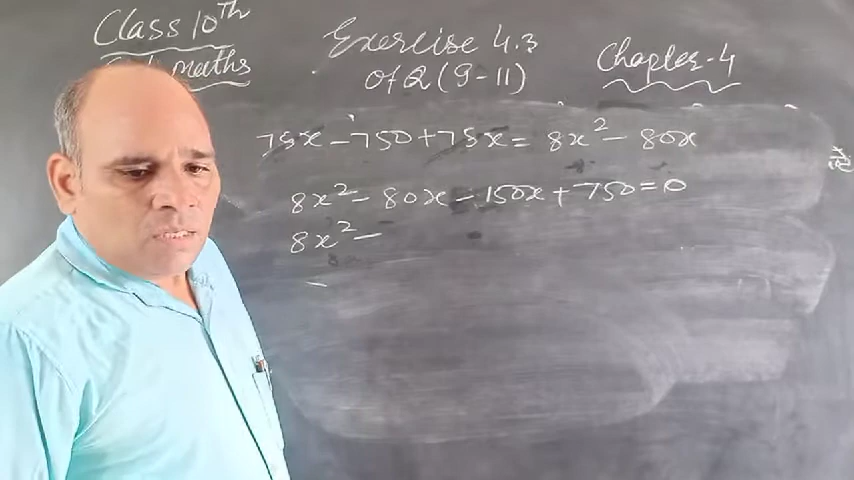 Class 10Th
maths
Exercise 4.3
of Q (9-11)
Chapter-4
75x - 750 + 75x = 8x² - 80x
8x² - 80x - 150x + 750 = 0
8x² -